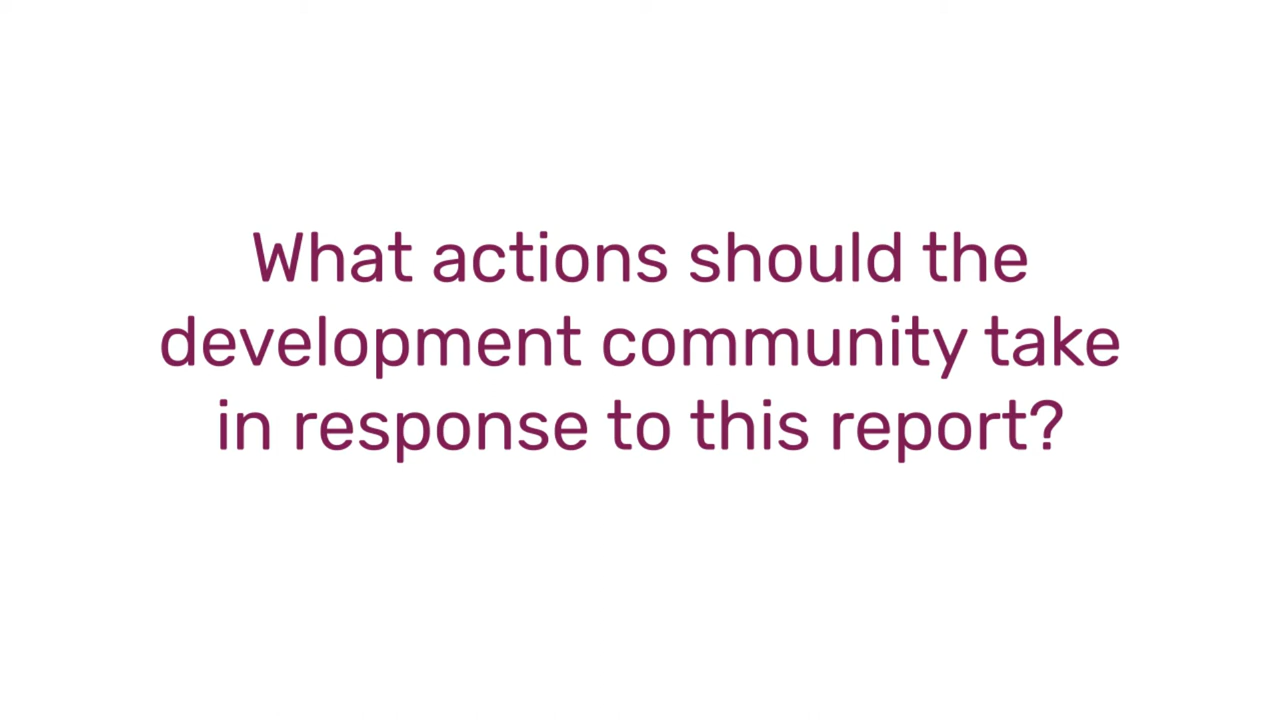 What actions should the
development community take
in response to this report?